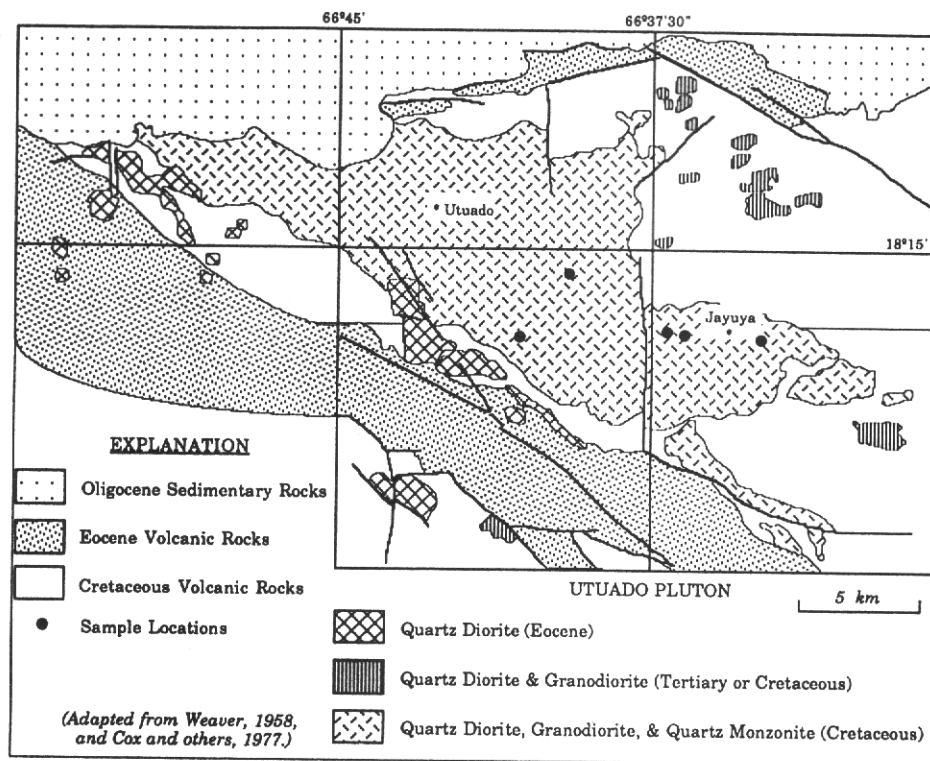 66°45' 66°37'30"
Utuado
18°15'
Jayuya
EXPLANATION
Oligocene Sedimentary Rocks
Eocene Volcanic Rocks
Cretaceous Volcanic Rocks
Sample Locations
UTUADO PLUTON
5 km
Quartz Diorite (Eocene)
Quartz Diorite & Granodiorite (Tertiary or Cretaceous)
Quartz Diorite, Granodiorite, & Quartz Monzonite (Cretaceous)
(Adapted from Weaver, 1958,
and Cox and others, 1977.)